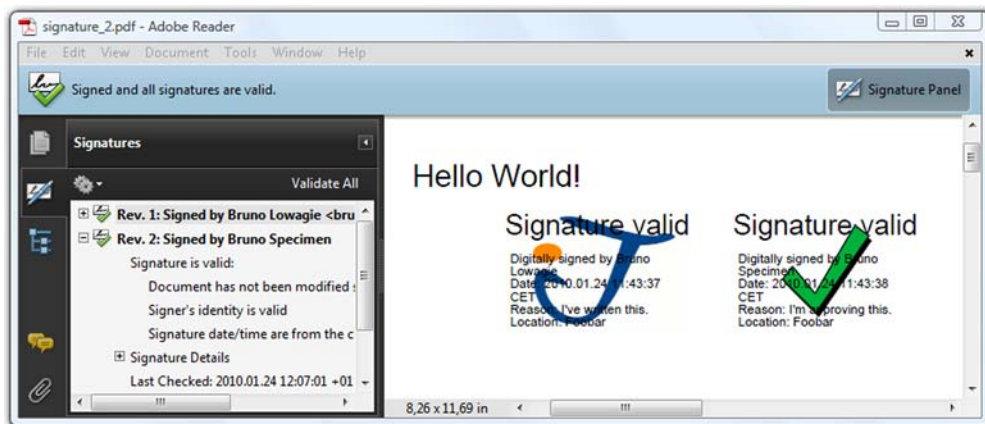 signature_2.pdf - Adobe Reader
File Edit View Document Tools Window Help
Signed and all signatures are valid.
Signature Panel
Signatures
Validate All
Rev. 1: Signed by Bruno Lowagie <bru
Rev. 2: Signed by Bruno Specimen
Signature is valid:
Document has not been modified
Signer's identity is valid
Signature date/time are from the c
Signature Details
Last Checked: 2010.01.24 12:07:01 +01
Hello World!
Signature valid
Digitally signed by Bruno
Lowagie
Date: 2010.01.24 11:43:37
CET
Reason: I've written this.
Location: Foobar
Signature valid
Digitally signed by Bruno
Specimen
Date: 2010.01.24 11:43:38
CET
Reason: I'm approving this.
Location: Foobar
8,26 x 11,69 in